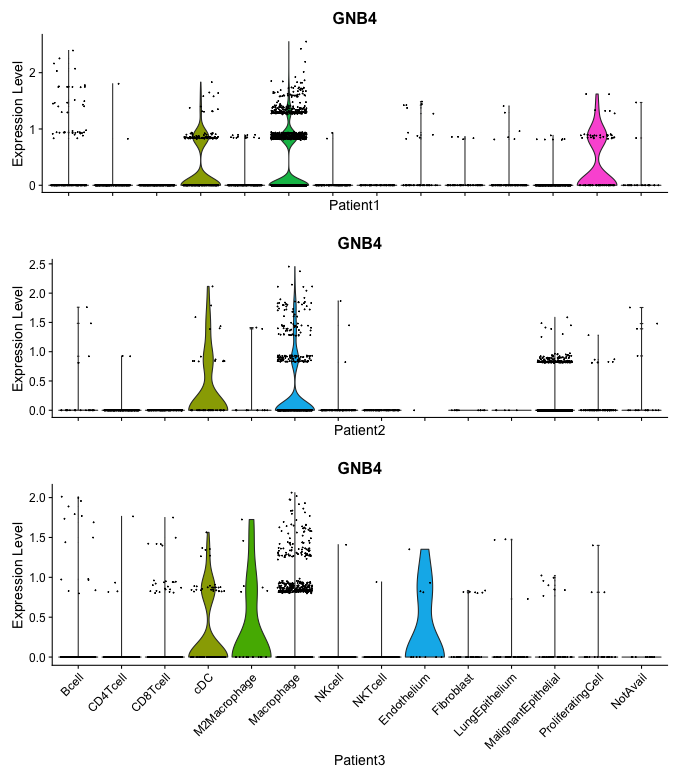 GNB4
Expression Level
2
1
0
Patient1
GNB4
Expression Level
2.5
2.0
1.5
1.0
0.5
0.0
Patient2
GNB4
Expression Level
2.0
1.5
1.0
0.5
0.0
Bcell
CD4Tcell
CD8Tcell
cDC
M2Macrophage
Macrophage
NKcell
NKTcell
Endothelium
Fibroblast
LungEpithelium
MalignantEpithelial
ProliferatingCell
NotAvail
Patient3